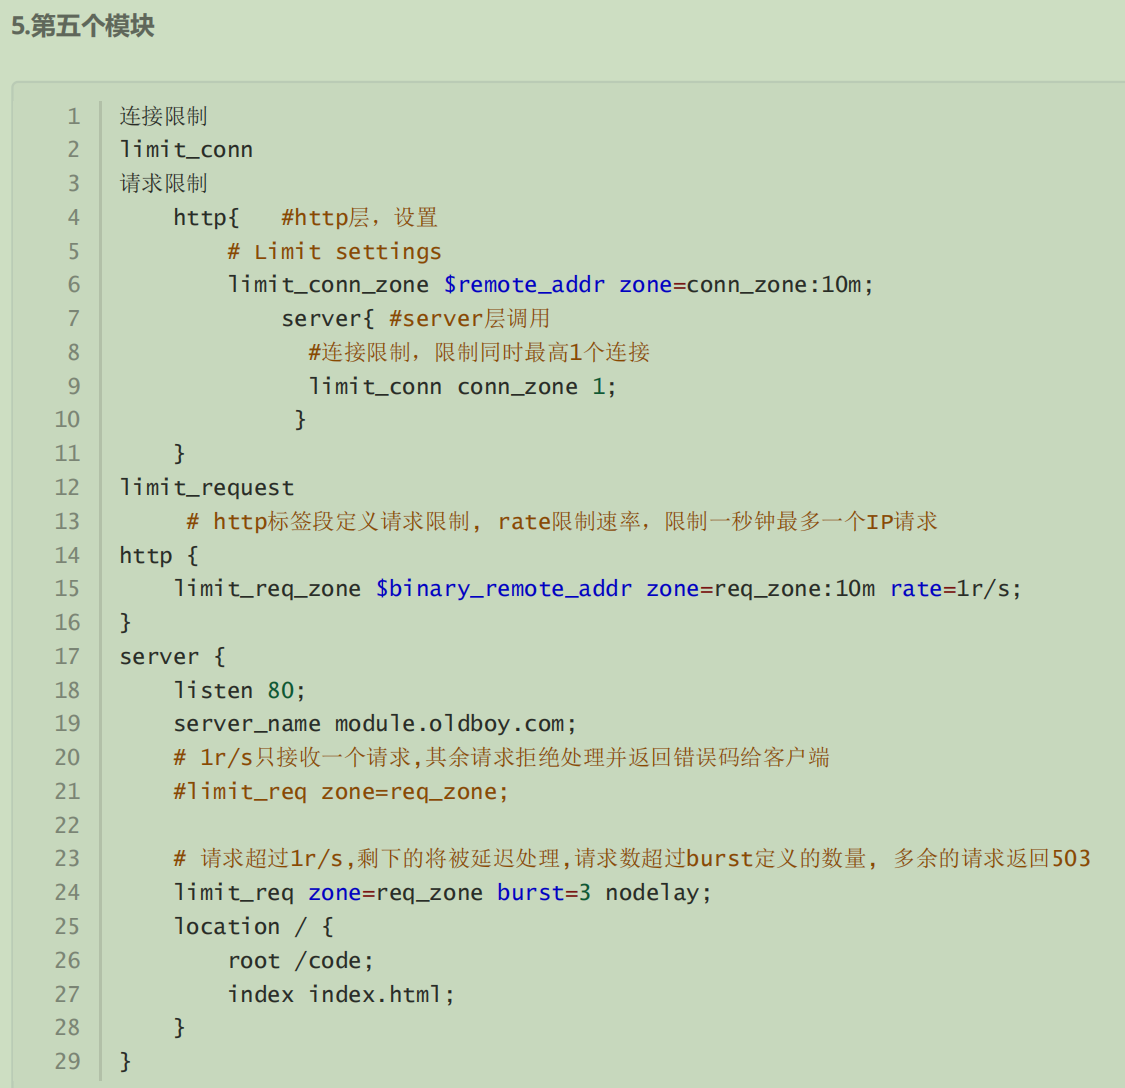 5.第五个模块
1 连接限制
2 limit_conn
3 请求限制
4 http{   #http层，设置
5 # Limit settings
6 limit_conn_zone $remote_addr zone=conn_zone:10m;
7 server{ #server层调用
8 #连接限制，限制同时最高1个连接
9 limit_conn conn_zone 1;
10 }
11 }
12 limit_request
13 # http标签段定义请求限制, rate限制速率，限制一秒钟最多一个IP请求
14 http {
15 limit_req_zone $binary_remote_addr zone=req_zone:10m rate=1r/s;
16 }
17 server {
18 listen 80;
19 server_name module.oldboy.com;
20 # 1r/s只接收一个请求,其余请求拒绝处理并返回错误码给客户端
21 #limit_req zone=req_zone;
22
23 # 请求超过1r/s,剩下的将被延迟处理,请求数超过burst定义的数量, 多余的请求返回503
24 limit_req zone=req_zone burst=3 nodelay;
25 location / {
26 root /code;
27 index index.html;
28 }
29 }